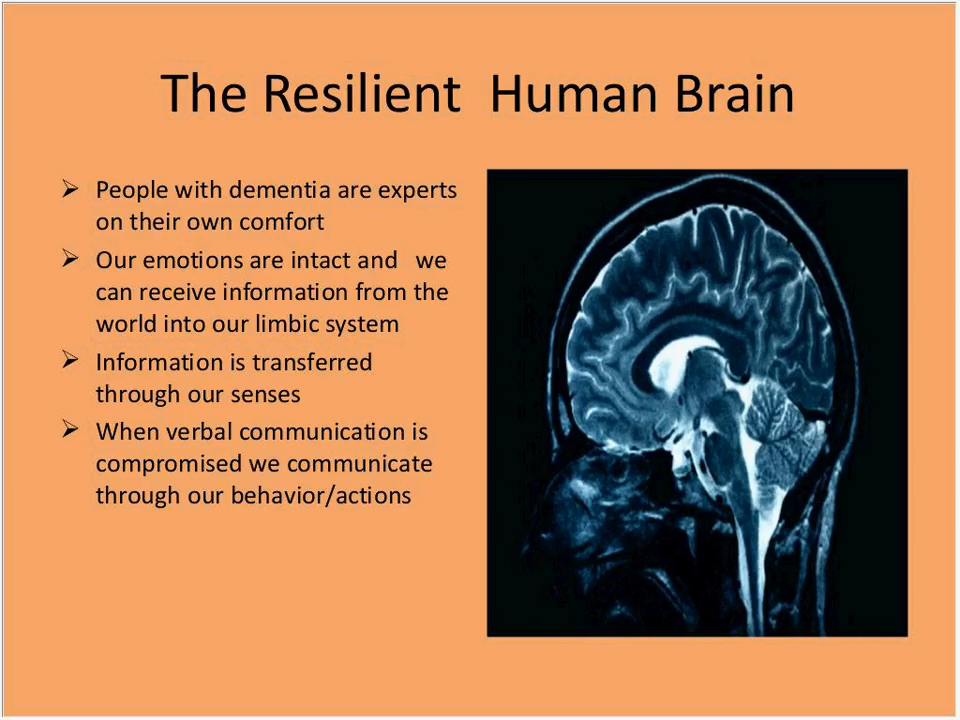 The Resilient  Human Brain
➢ People with dementia are experts
on their own comfort
➢ Our emotions are intact and  we
can receive information from the
world into our limbic system
➢ Information is transferred
through our senses
➢ When verbal communication is
compromised we communicate
through our behavior/actions